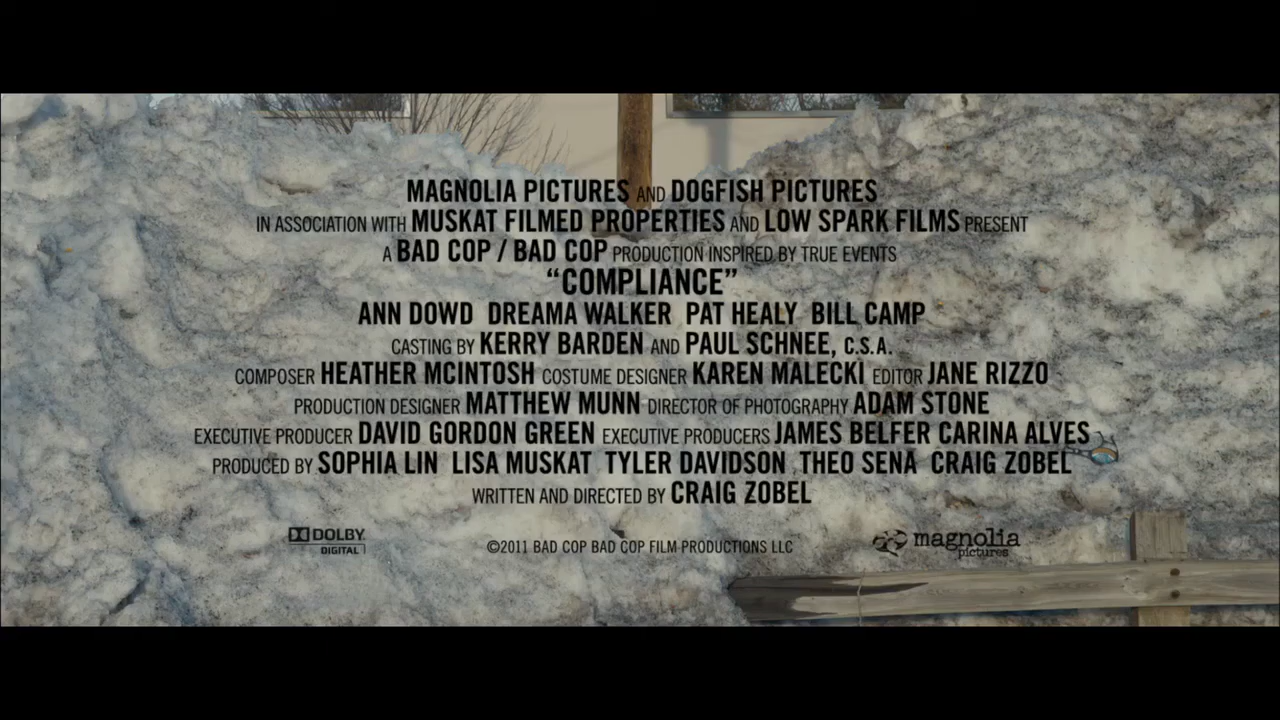 MAGNOLIA PICTURES AND DOGFISH PICTURES
IN ASSOCIATION WITH MUSKAT FILMED PROPERTIES AND LOW SPARK FILMS PRESENT
A BAD COP / BAD COP PRODUCTION INSPIRED BY TRUE EVENTS
“COMPLIANCE”
ANN DOWD DREAMA WALKER PAT HEALY BILL CAMP
CASTING BY KERRY BARDEN AND PAUL SCHNEE, C.S.A.
COMPOSER HEATHER MCINTOSH COSTUME DESIGNER KAREN MALECKI EDITOR JANE RIZZO
PRODUCTION DESIGNER MATTHEW MUNN DIRECTOR OF PHOTOGRAPHY ADAM STONE
EXECUTIVE PRODUCER DAVID GORDON GREEN EXECUTIVE PRODUCERS JAMES BELFER CARINA ALVES
PRODUCED BY SOPHIA LIN LISA MUSKAT TYLER DAVIDSON THEO SENA CRAIG ZOBEL
WRITTEN AND DIRECTED BY CRAIG ZOBEL
DOLBY
DIGITAL
©2011 BAD COP BAD COP FILM PRODUCTIONS LLC
magnolia
pictures